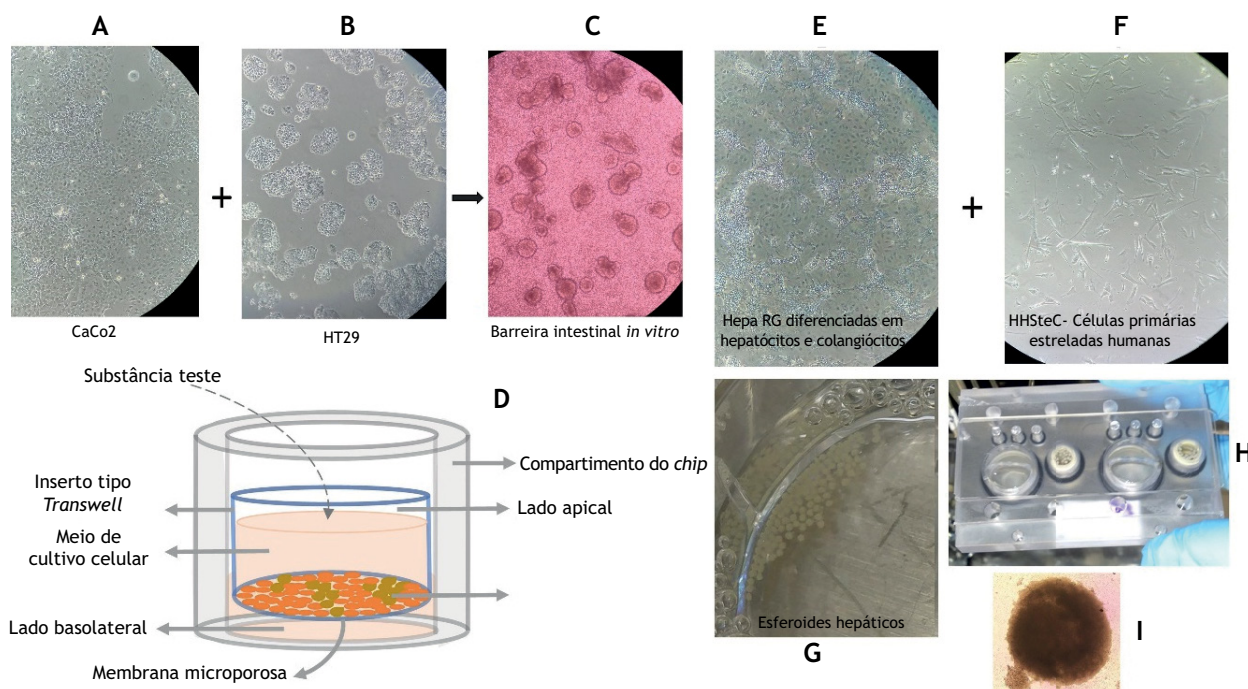 A
B
C
E
F
CaCo2
HT29
Barreira intestinal in vitro
Hepa RG diferenciadas em
hepatócitos e colangiócitos
HHSteC- Células primárias
estreladas humanas
+
+
Substância teste
D
Inserto tipo
Transwell
Meio de
cultivo celular
Lado basolateral
Membrana microporosa
Compartimento do chip
Lado apical
Esferoides hepáticos
G
H
I